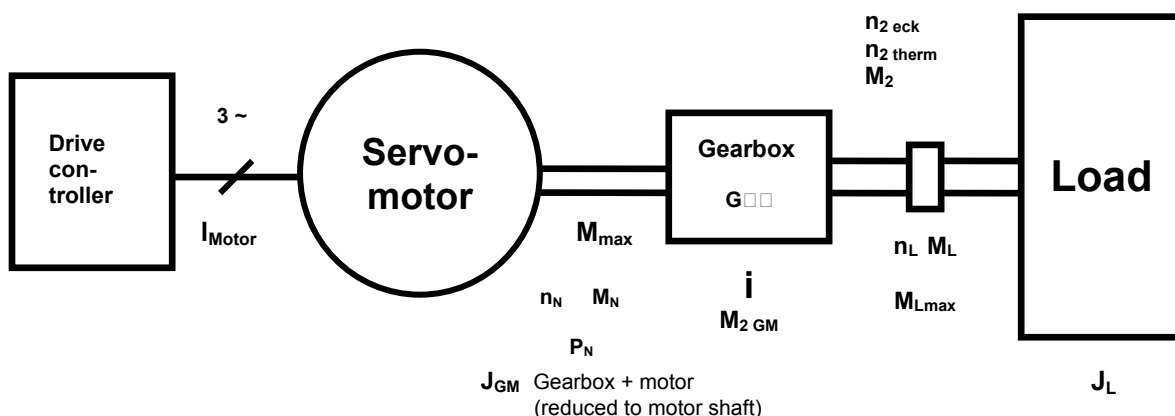 n2 eck
n2 therm
M2
Drive
con-
troller
3 ~
IMotor
Servo-
motor
Mmax
nN MN
PN
JGM Gearbox + motor
(reduced to motor shaft)
Gearbox
G□□
i
M2 GM
nL ML
MLmax
Load
JL